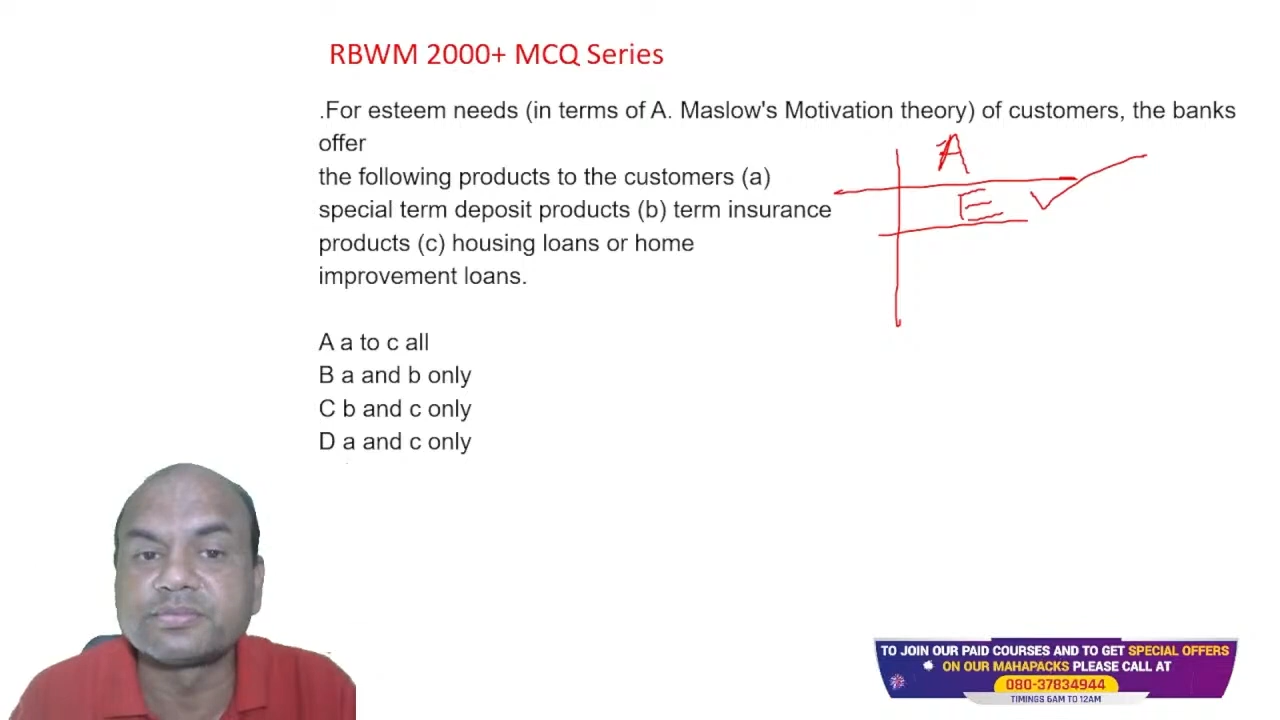 RBWM 2000+ MCQ Series
.For esteem needs (in terms of A. Maslow's Motivation theory) of customers, the banks
offer
the following products to the customers (a)
special term deposit products (b) term insurance
products (c) housing loans or home
improvement loans.
A
E
A a to c all
B a and b only
C b and c only
D a and c only
TO JOIN OUR PAID COURSES AND TO GET SPECIAL OFFERS
ON OUR MAHAPACKS PLEASE CALL AT
080-37834944
TIMINGS 6AM TO 12AM